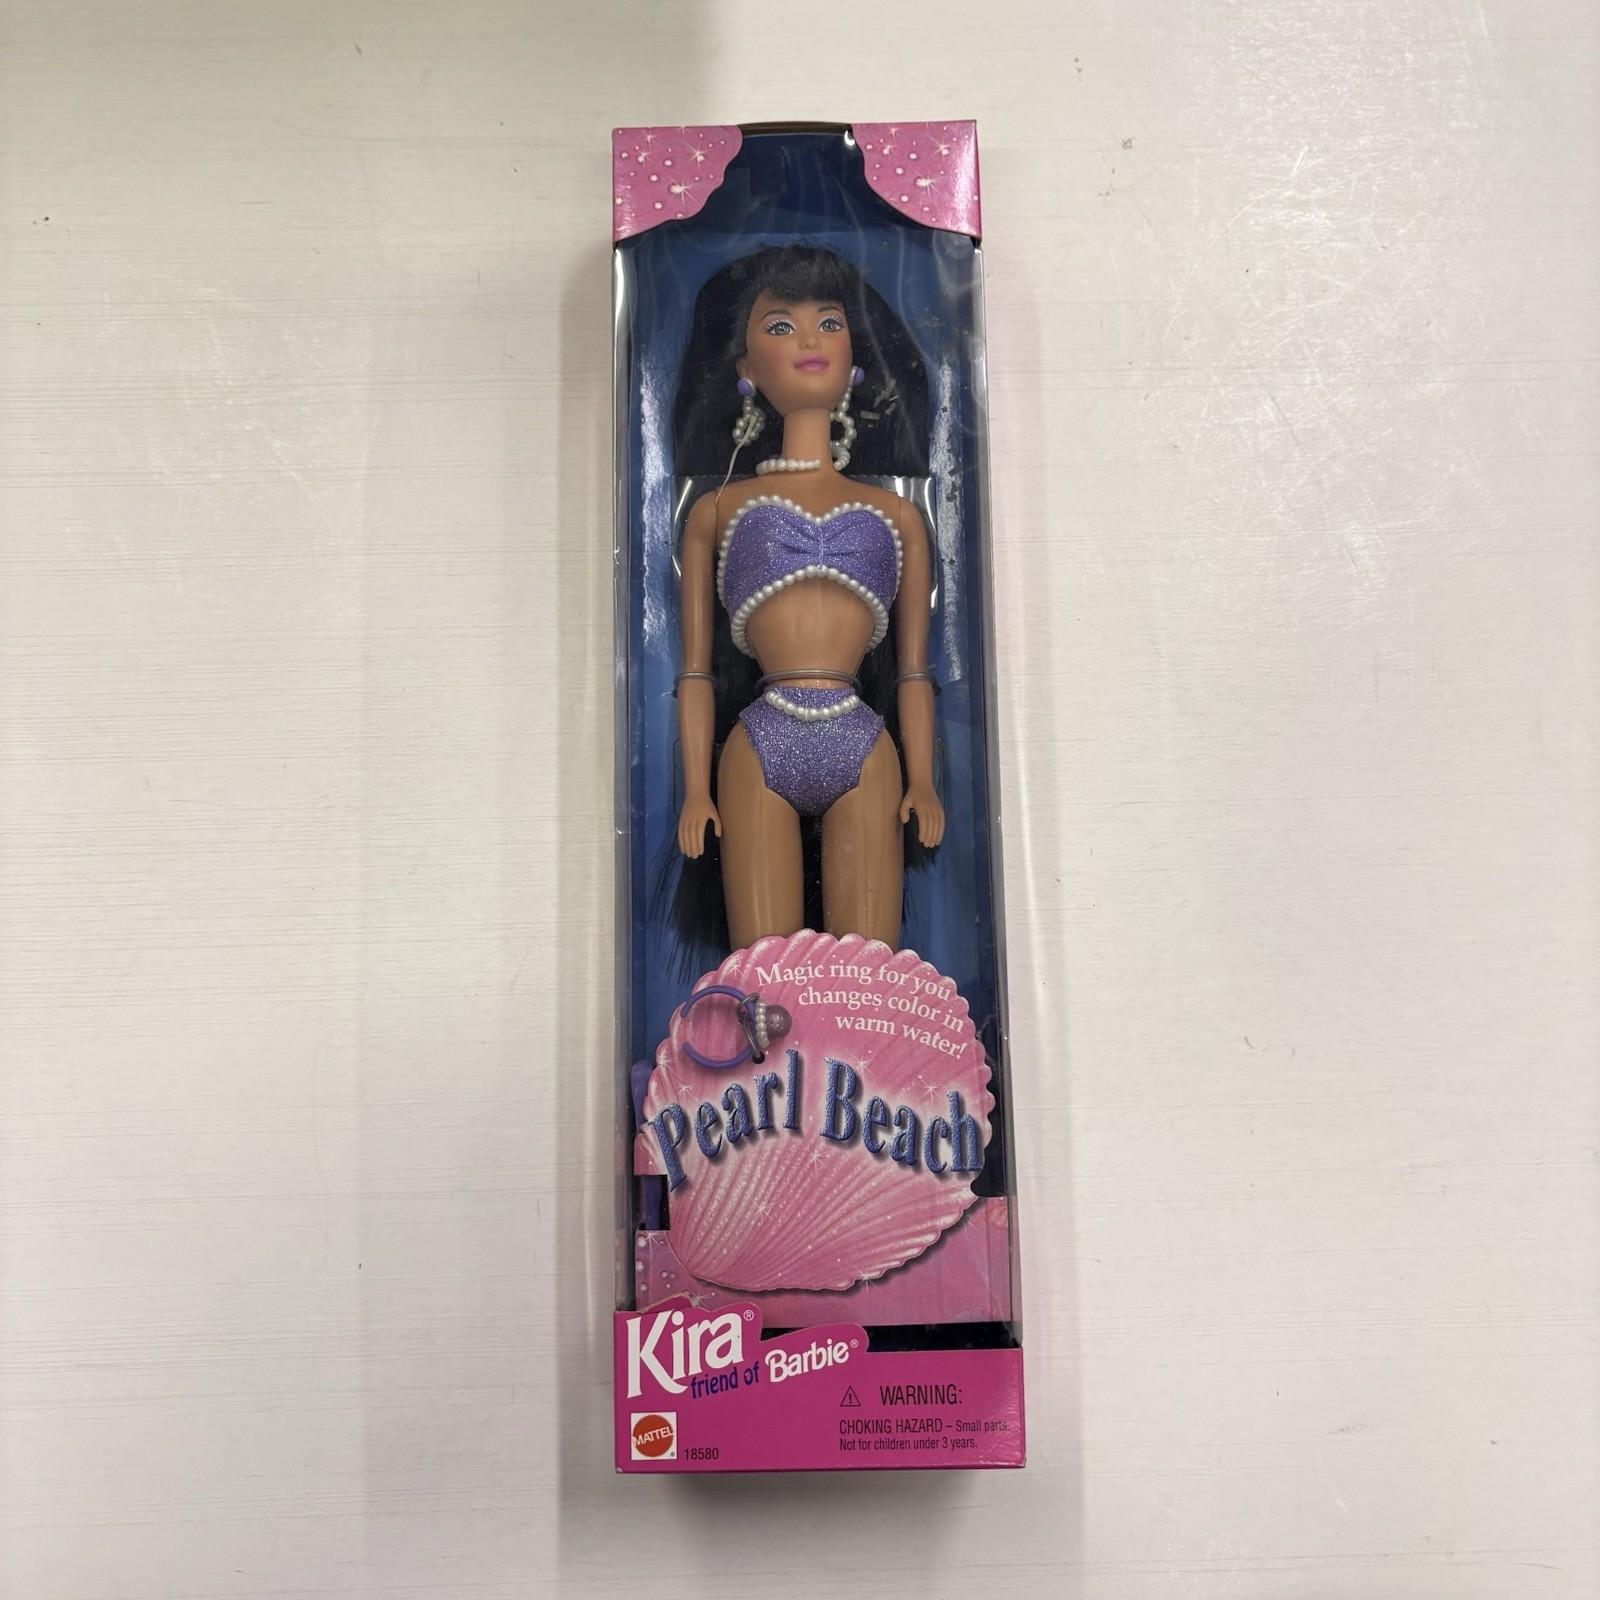 Magic ring for you
changes color in
warm water!
Pearl Beach
Kira®
friend of Barbie®
WARNING:
CHOKING HAZARD – Small parts.
Not for children under 3 years.
MATTEL
®
18580